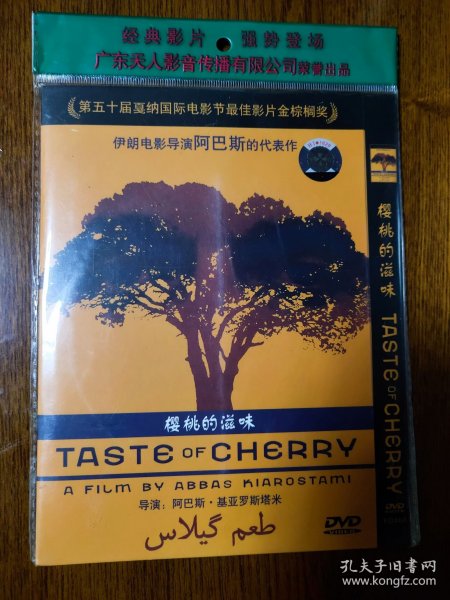 经典影片 强势登场
广东天人影音传播有限公司荣誉出品
第五十届戛纳国际电影节最佳影片金棕榈奖
伊朗电影导演阿巴斯的代表作
樱桃的滋味
TASTE OF CHERRY
A FILM BY ABBAS KIAROSTAMI
导演：阿巴斯·基亚罗斯塔米
طعم گیلاس
DVD
VIDEO
樱桃的滋味
TASTE OF CHERRY
DVD
孔夫子旧书网
www.kongfz.com